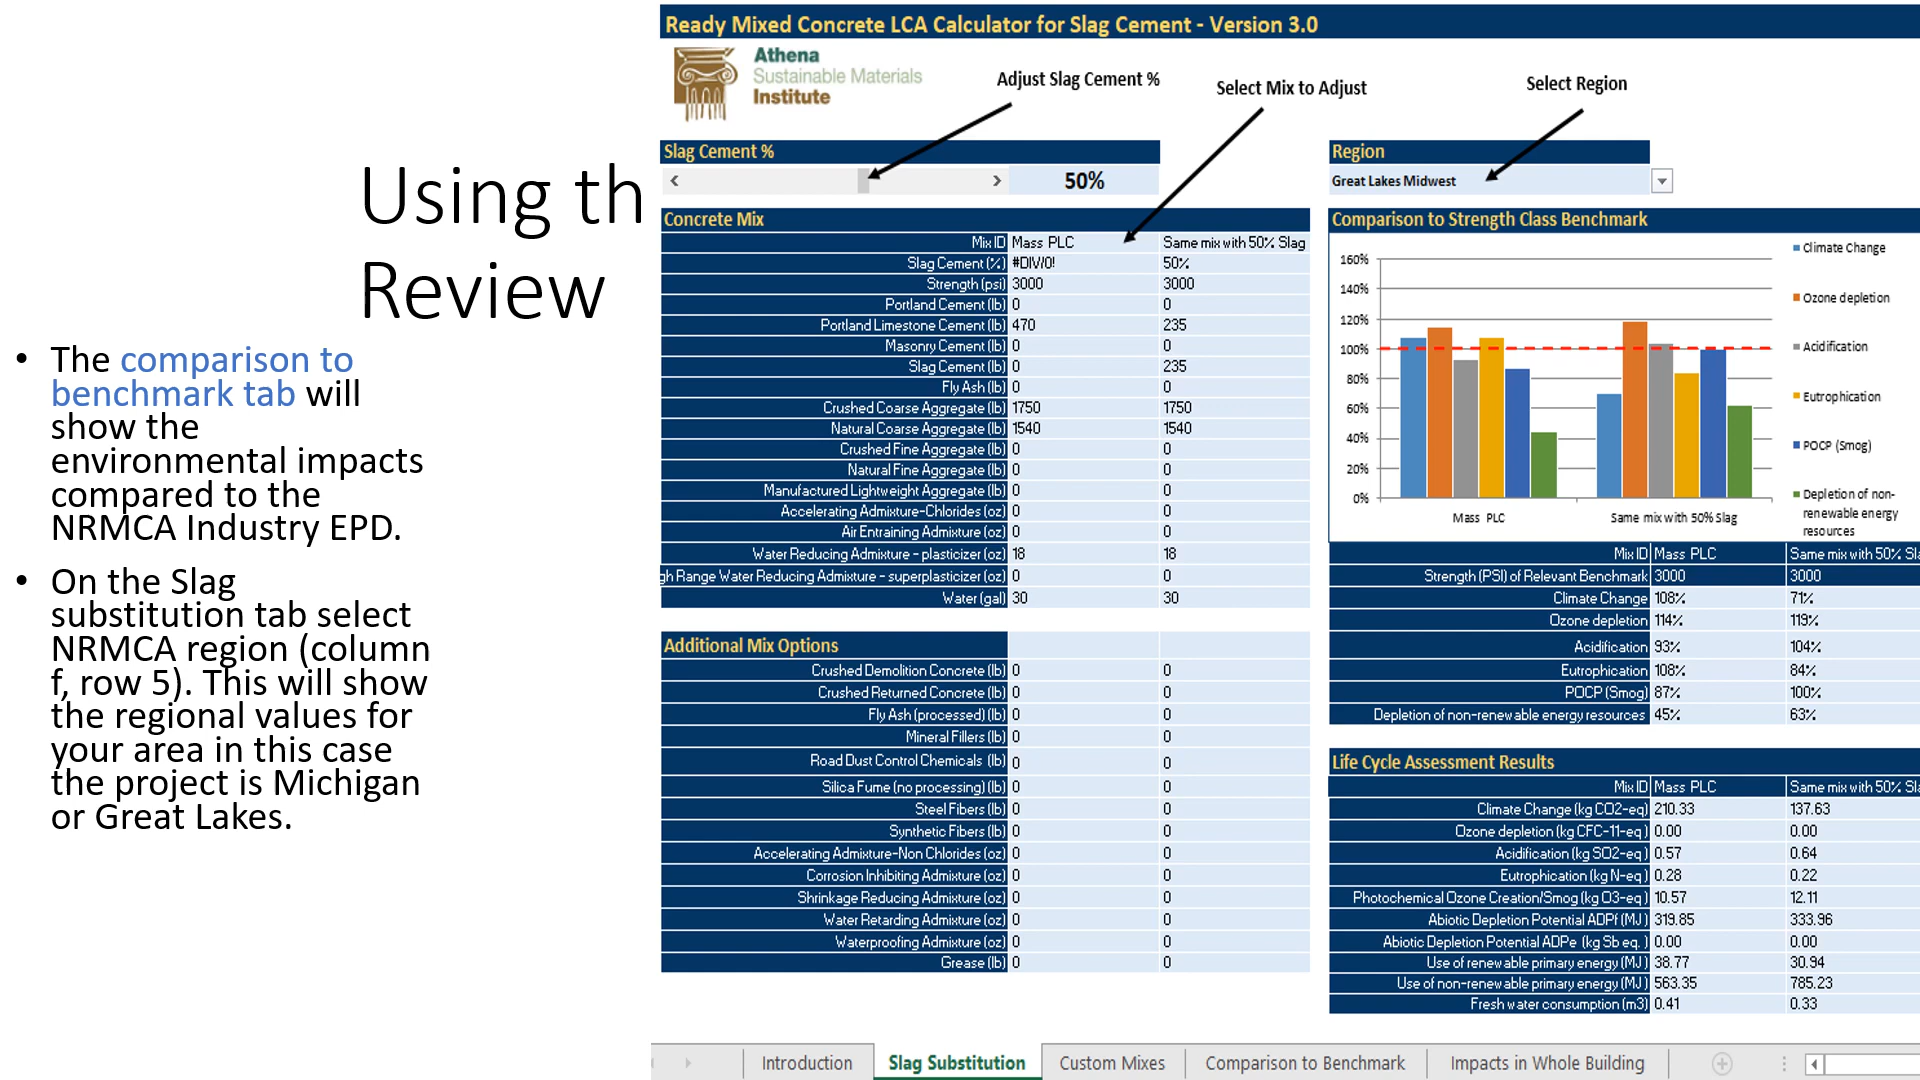 Ready Mixed Concrete LCA Calculator for Slag Cement - Version 3.0
Athena
Sustainable Materials
Institute
Adjust Slag Cement %
Select Mix to Adjust
Select Region
Using th
Review
• The comparison to
benchmark tab will
show the
environmental impacts
compared to the
NRMCA Industry EPD.
• On the Slag
substitution tab select
NRMCA region (column
f, row 5). This will show
the regional values for
your area in this case
the project is Michigan
or Great Lakes.
Slag Cement %
< > 50%
Concrete Mix
Mix ID Mass PLC Same mix with 50% Slag
Slag Cement (%) #DIV/0! 50%
Strength (psi) 3000 3000
Portland Cement (lb) 0 0
Portland Limestone Cement (lb) 470 235
Masonry Cement (lb) 0 0
Slag Cement (lb) 0 235
Fly Ash (lb) 0 0
Crushed Coarse Aggregate (lb) 1750 1750
Natural Coarse Aggregate (lb) 1540 1540
Crushed Fine Aggregate (lb) 0 0
Natural Fine Aggregate (lb) 0 0
Manufactured Lightweight Aggregate (lb) 0 0
Accelerating Admixture-Chlorides (oz) 0 0
Air Entraining Admixture (oz) 0 0
Water Reducing Admixture - plasticizer (oz) 18 18
gh Range Water Reducing Admixture - superplasticizer (oz) 0 0
Water (gal) 30 30
Additional Mix Options
Crushed Demolition Concrete (lb) 0 0
Crushed Returned Concrete (lb) 0 0
Fly Ash (processed) (lb) 0 0
Mineral Fillers (lb) 0 0
Road Dust Control Chemicals (lb) 0 0
Silica Fume (no processing) (lb) 0 0
Steel Fibers (lb) 0 0
Synthetic Fibers (lb) 0 0
Accelerating Admixture-Non Chlorides (oz) 0 0
Corrosion Inhibiting Admixture (oz) 0 0
Shrinkage Reducing Admixture (oz) 0 0
Water Retarding Admixture (oz) 0 0
Waterproofing Admixture (oz) 0 0
Grease (lb) 0 0
Region
Great Lakes Midwest
Comparison to Strength Class Benchmark
160%
140%
120%
100%
80%
60%
40%
20%
0%
Mass PLC Same mix with 50% Slag
Climate Change
Ozone depletion
Acidification
Eutrophication
POCP (Smog)
Depletion of non-
renewable energy
resources
Mix ID Mass PLC Same mix with 50% Sla
Strength (PSI) of Relevant Benchmark 3000 3000
Climate Change 108% 71%
Ozone depletion 114% 119%
Acidification 93% 104%
Eutrophication 108% 84%
POCP (Smog) 87% 100%
Depletion of non-renewable energy resources 45% 63%
Life Cycle Assessment Results
Mix ID Mass PLC Same mix with 50% Sla
Climate Change (kg CO2-eq) 210.33 137.63
Ozone depletion (kg CFC-11-eq) 0.00 0.00
Acidification (kg SO2-eq) 0.57 0.64
Eutrophication (kg N-eq) 0.28 0.22
Photochemical Ozone Creation/Smog (kg O3-eq) 10.57 12.11
Abiotic Depletion Potential ADPf (MJ) 319.85 333.96
Abiotic Depletion Potential ADPe (kg Sb eq.) 0.00 0.00
Use of renewable primary energy (MJ) 38.77 30.94
Use of non-renewable primary energy (MJ) 563.35 785.23
Fresh water consumption (m3) 0.41 0.33
Introduction Slag Substitution Custom Mixes Comparison to Benchmark Impacts in Whole Building